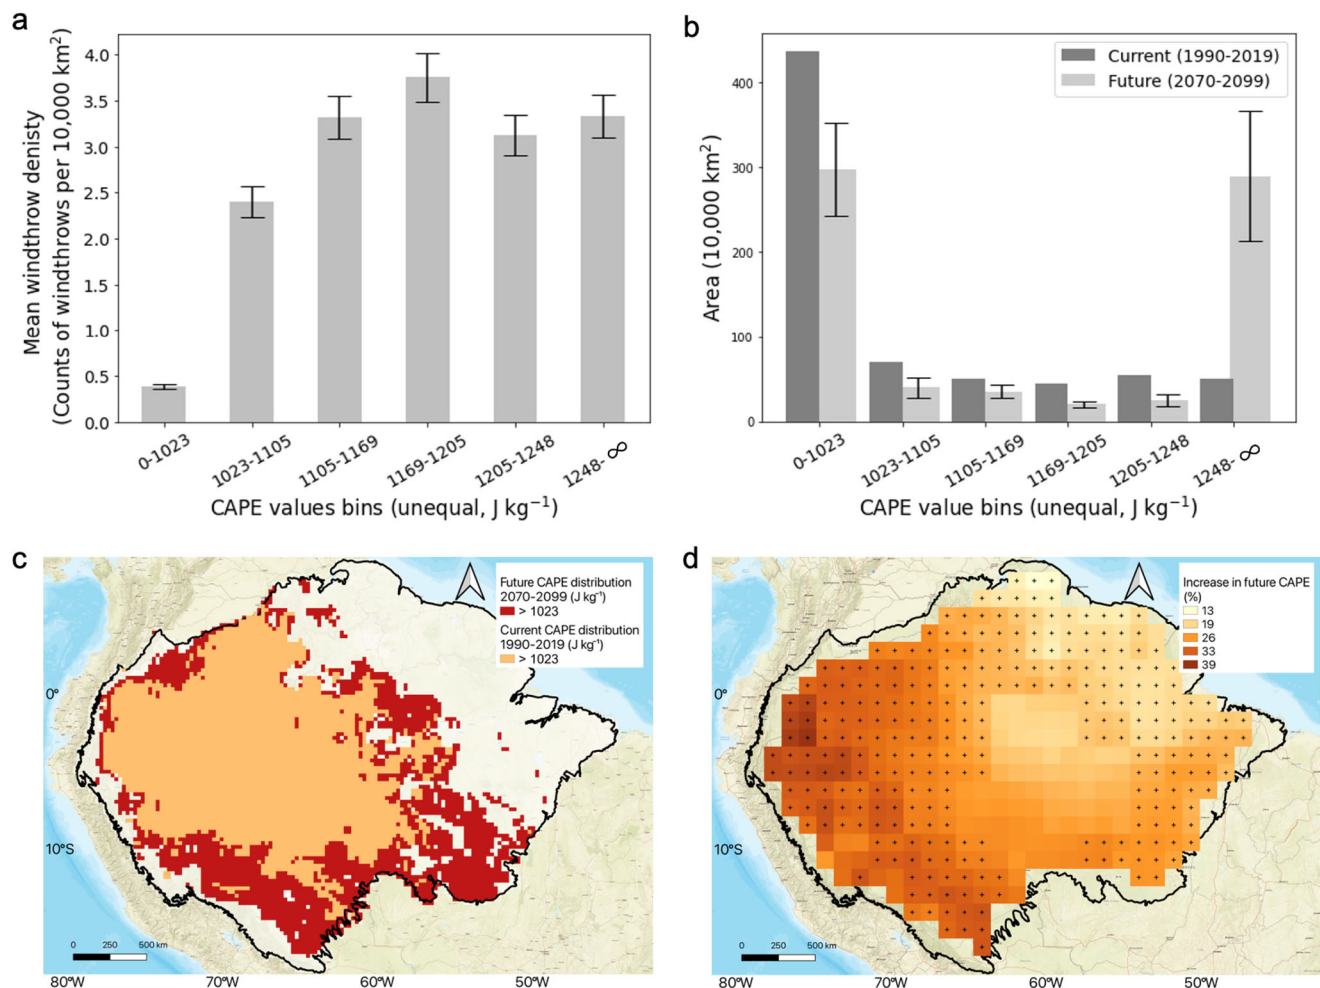 a
Mean windthrow denisty
(Counts of windthrows per 10,000 km²)
4.0
3.5
3.0
2.5
2.0
1.5
1.0
0.5
0.0
0-1023
1023-1105
1105-1169
1169-1205
1205-1248
1248- ∞
CAPE values bins (unequal, J kg⁻¹)
b
Area (10,000 km²)
400
300
200
100
0
Current (1990-2019)
Future (2070-2099)
0-1023
1023-1105
1105-1169
1169-1205
1205-1248
1248- ∞
CAPE value bins (unequal, J kg⁻¹)
c
Future CAPE distribution
2070-2099 (J kg⁻¹)
> 1023
Current CAPE distribution
1990-2019 (J kg⁻¹)
> 1023
0°
10°S
0 250 500 km
80°W 70°W 60°W 50°W
d
Increase in future CAPE
(%)
13
19
26
33
39
0°
10°S
0 250 500 km
80°W 70°W 60°W 50°W